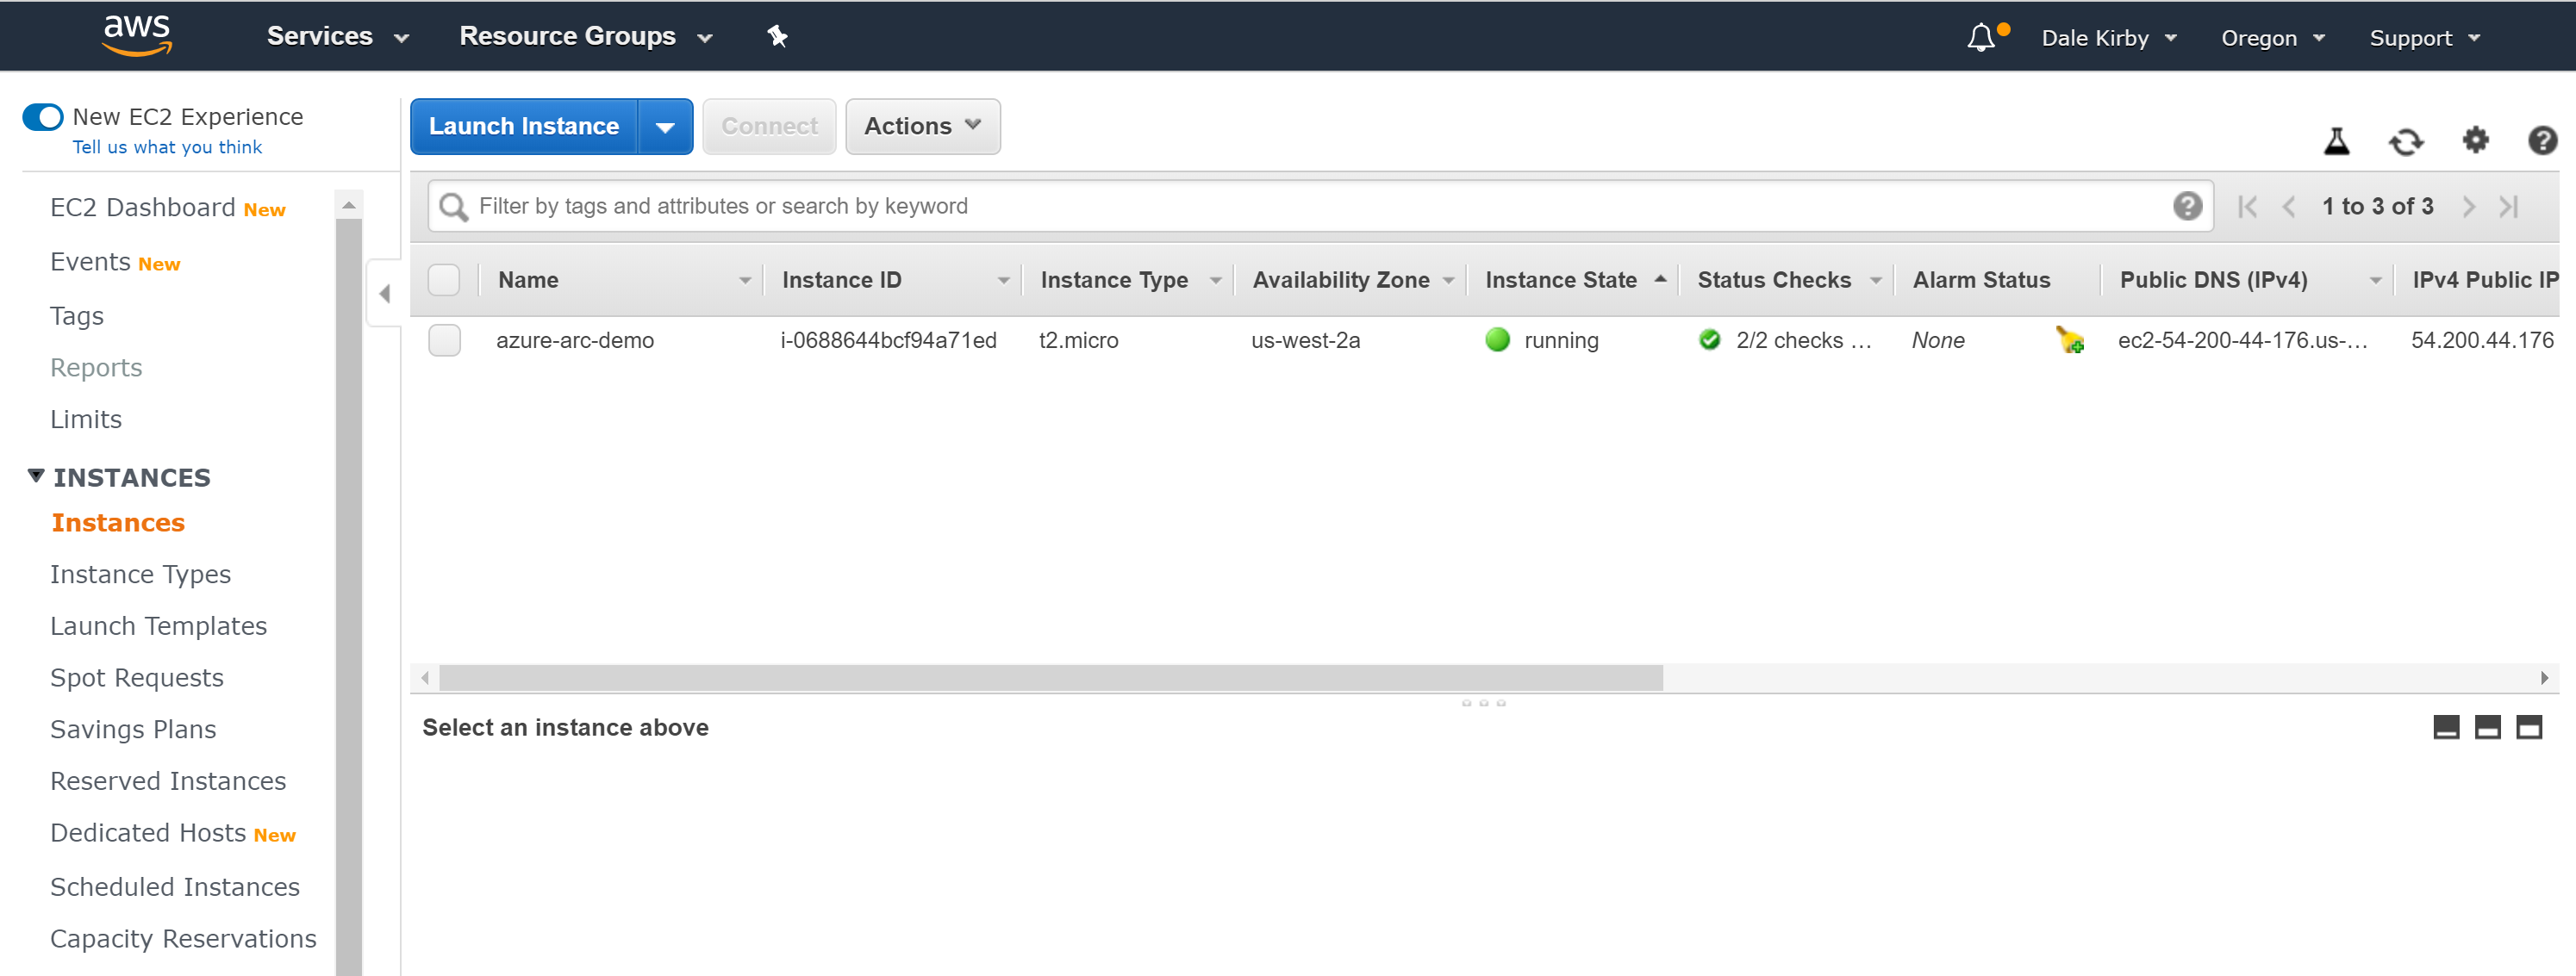 aws Services Resource Groups Dale Kirby Oregon Support
New EC2 Experience
Tell us what you think
EC2 Dashboard New
Events New
Tags
Reports
Limits
INSTANCES
Instances
Instance Types
Launch Templates
Spot Requests
Savings Plans
Reserved Instances
Dedicated Hosts New
Scheduled Instances
Capacity Reservations
Launch Instance Connect Actions
Filter by tags and attributes or search by keyword 1 to 3 of 3
Name Instance ID Instance Type Availability Zone Instance State Status Checks Alarm Status Public DNS (IPv4) IPv4 Public IP
azure-arc-demo i-0688644bcf94a71ed t2.micro us-west-2a running 2/2 checks ... None ec2-54-200-44-176.us-... 54.200.44.176
Select an instance above